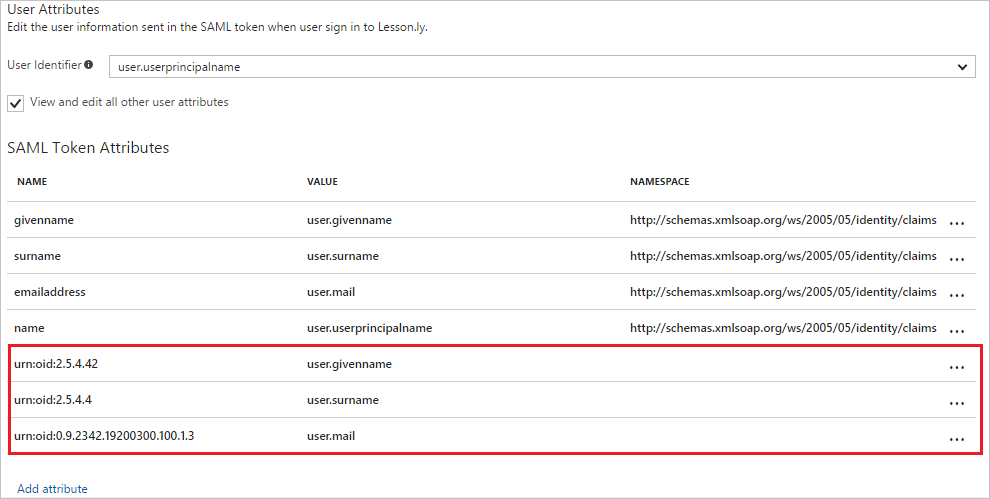 User Attributes
Edit the user information sent in the SAML token when user sign in to Lesson.ly.
User Identifier user.userprincipalname
View and edit all other user attributes
SAML Token Attributes
NAME VALUE NAMESPACE
givenname user.givenname http://schemas.xmlsoap.org/ws/2005/05/identity/claims ...
surname user.surname http://schemas.xmlsoap.org/ws/2005/05/identity/claims ...
emailaddress user.mail http://schemas.xmlsoap.org/ws/2005/05/identity/claims ...
name user.userprincipalname http://schemas.xmlsoap.org/ws/2005/05/identity/claims ...
urn:oid:2.5.4.42 user.givenname ...
urn:oid:2.5.4.4 user.surname ...
urn:oid:0.9.2342.19200300.100.1.3 user.mail ...
Add attribute